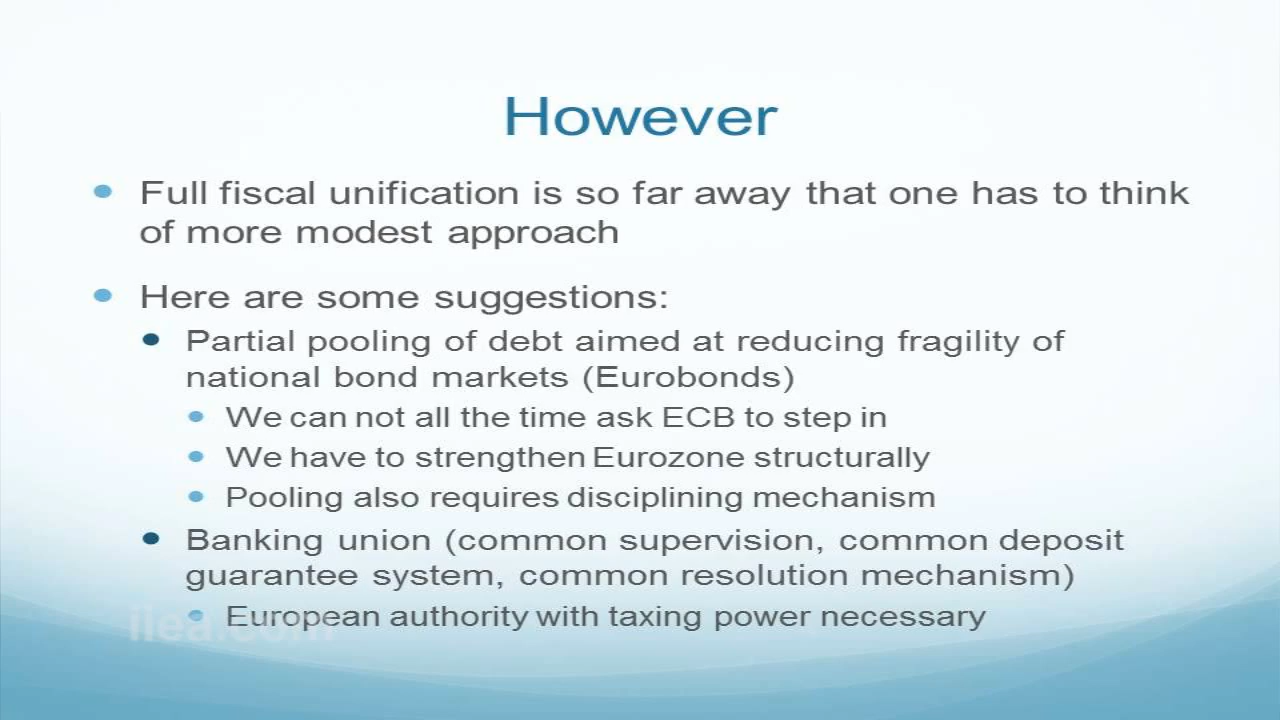 However
Full fiscal unification is so far away that one has to think
of more modest approach
Here are some suggestions:
Partial pooling of debt aimed at reducing fragility of
national bond markets (Eurobonds)
We can not all the time ask ECB to step in
We have to strengthen Eurozone structurally
Pooling also requires disciplining mechanism
Banking union (common supervision, common deposit
guarantee system, common resolution mechanism)
European authority with taxing power necessary
ilea.com